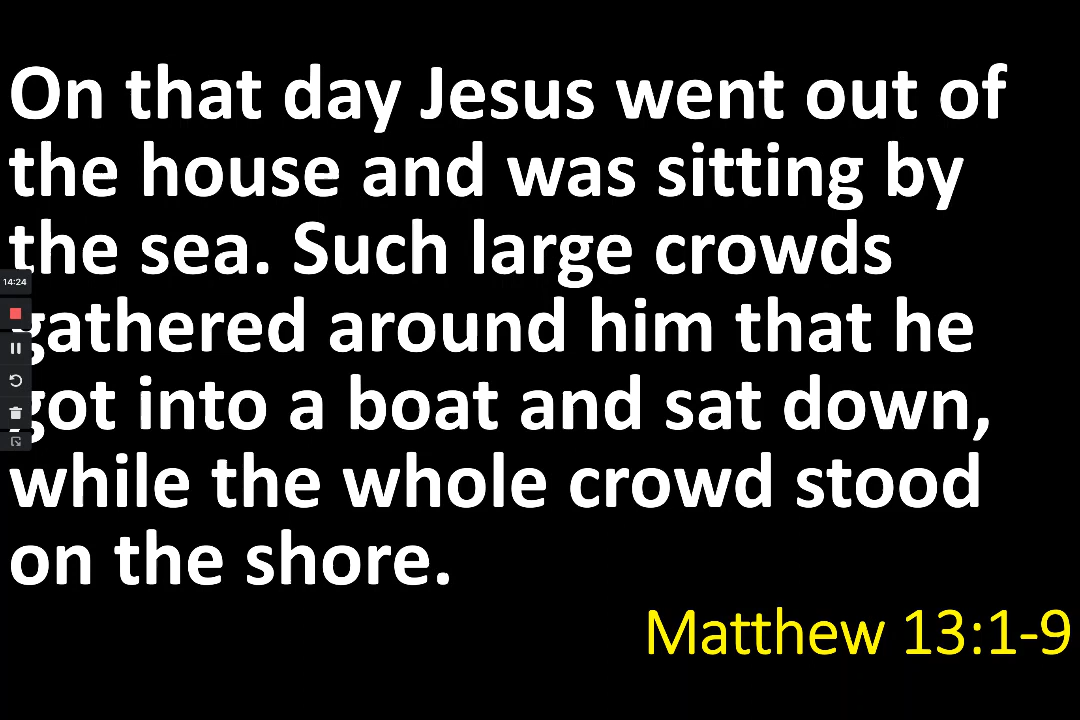 On that day Jesus went out of
the house and was sitting by
the sea. Such large crowds
14:24
gathered around him that he
got into a boat and sat down,
while the whole crowd stood
on the shore.
Matthew 13:1-9